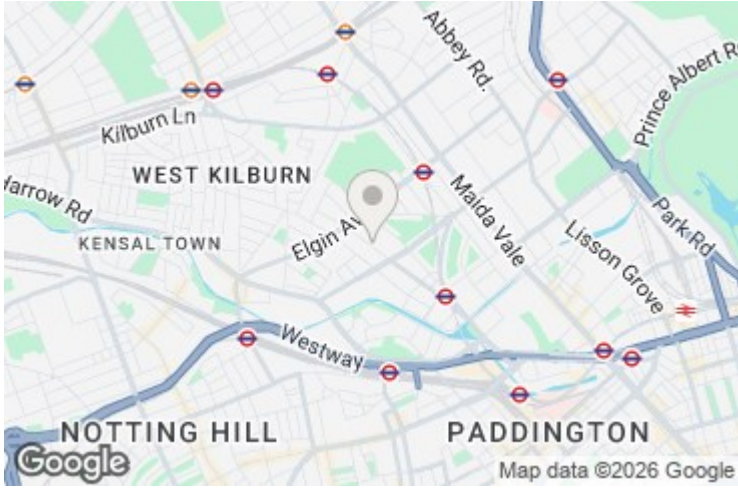 Abbey Rd.
Prince Albert R
Kilburn Ln
WEST KILBURN
Harrow Rd
Maida Vale
Park Rd
Elgin Av
KENSAL TOWN
Lisson Grove
Westway
NOTTING HILL
PADDINGTON
Google
Map data ©2026 Google